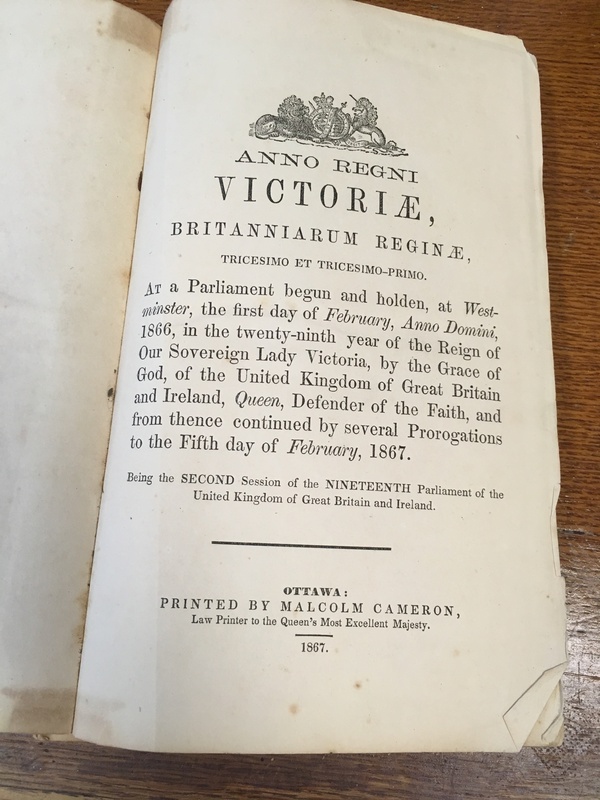 ANNO REGNI
VICTORIÆ,
BRITANNIARUM REGINÆ,
TRICESIMO ET TRICESIMO-PRIMO.
At a Parliament begun and holden, at West-
minster, the first day of February, Anno Domini,
1866, in the twenty-ninth year of the Reign of
Our Sovereign Lady Victoria, by the Grace of
God, of the United Kingdom of Great Britain
and Ireland, Queen, Defender of the Faith, and
from thence continued by several Prorogations
to the Fifth day of February, 1867.
Being the SECOND Session of the NINETEENTH Parliament of the
United Kingdom of Great Britain and Ireland.
OTTAWA:
PRINTED BY MALCOLM CAMERON,
Law Printer to the Queen's Most Excellent Majesty.
1867.